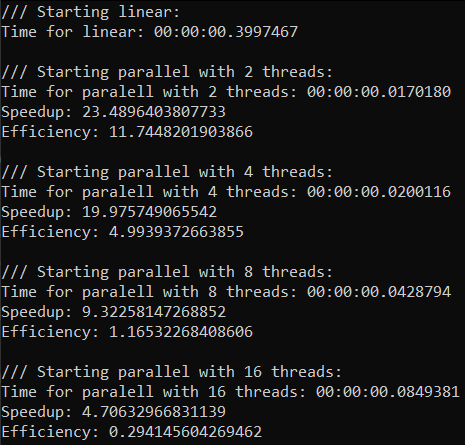 /// Starting linear:
Time for linear: 00:00:00.3997467
/// Starting parallel with 2 threads:
Time for paralell with 2 threads: 00:00:00.0170180
Speedup: 23.4896403807733
Efficiency: 11.7448201903866
/// Starting parallel with 4 threads:
Time for paralell with 4 threads: 00:00:00.0200116
Speedup: 19.975749065542
Efficiency: 4.9939372663855
/// Starting parallel with 8 threads:
Time for paralell with 8 threads: 00:00:00.0428794
Speedup: 9.32258147268852
Efficiency: 1.16532268408606
/// Starting parallel with 16 threads:
Time for paralell with 16 threads: 00:00:00.0849381
Speedup: 4.70632966831139
Efficiency: 0.294145604269462